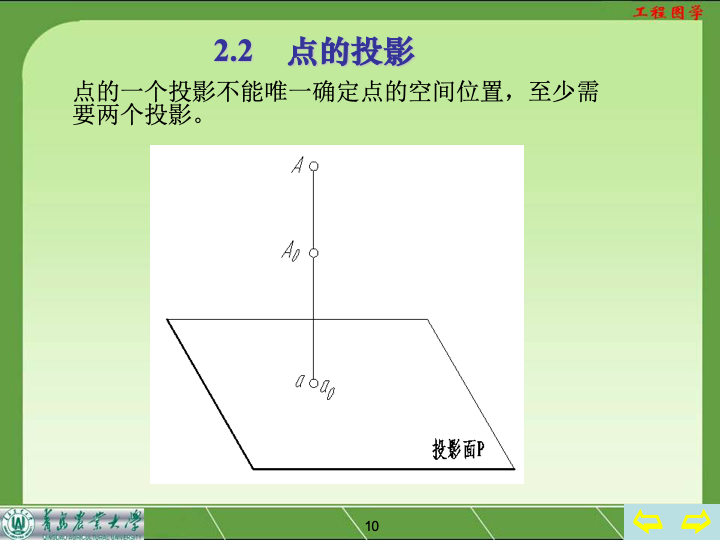 工程图学
2.2 点的投影
点的一个投影不能唯一确定点的空间位置，至少需
要两个投影。
A
A₀
a a₀
投影面P
青岛农业大学
QINGDAO AGRICULTURAL UNIVERSITY
10